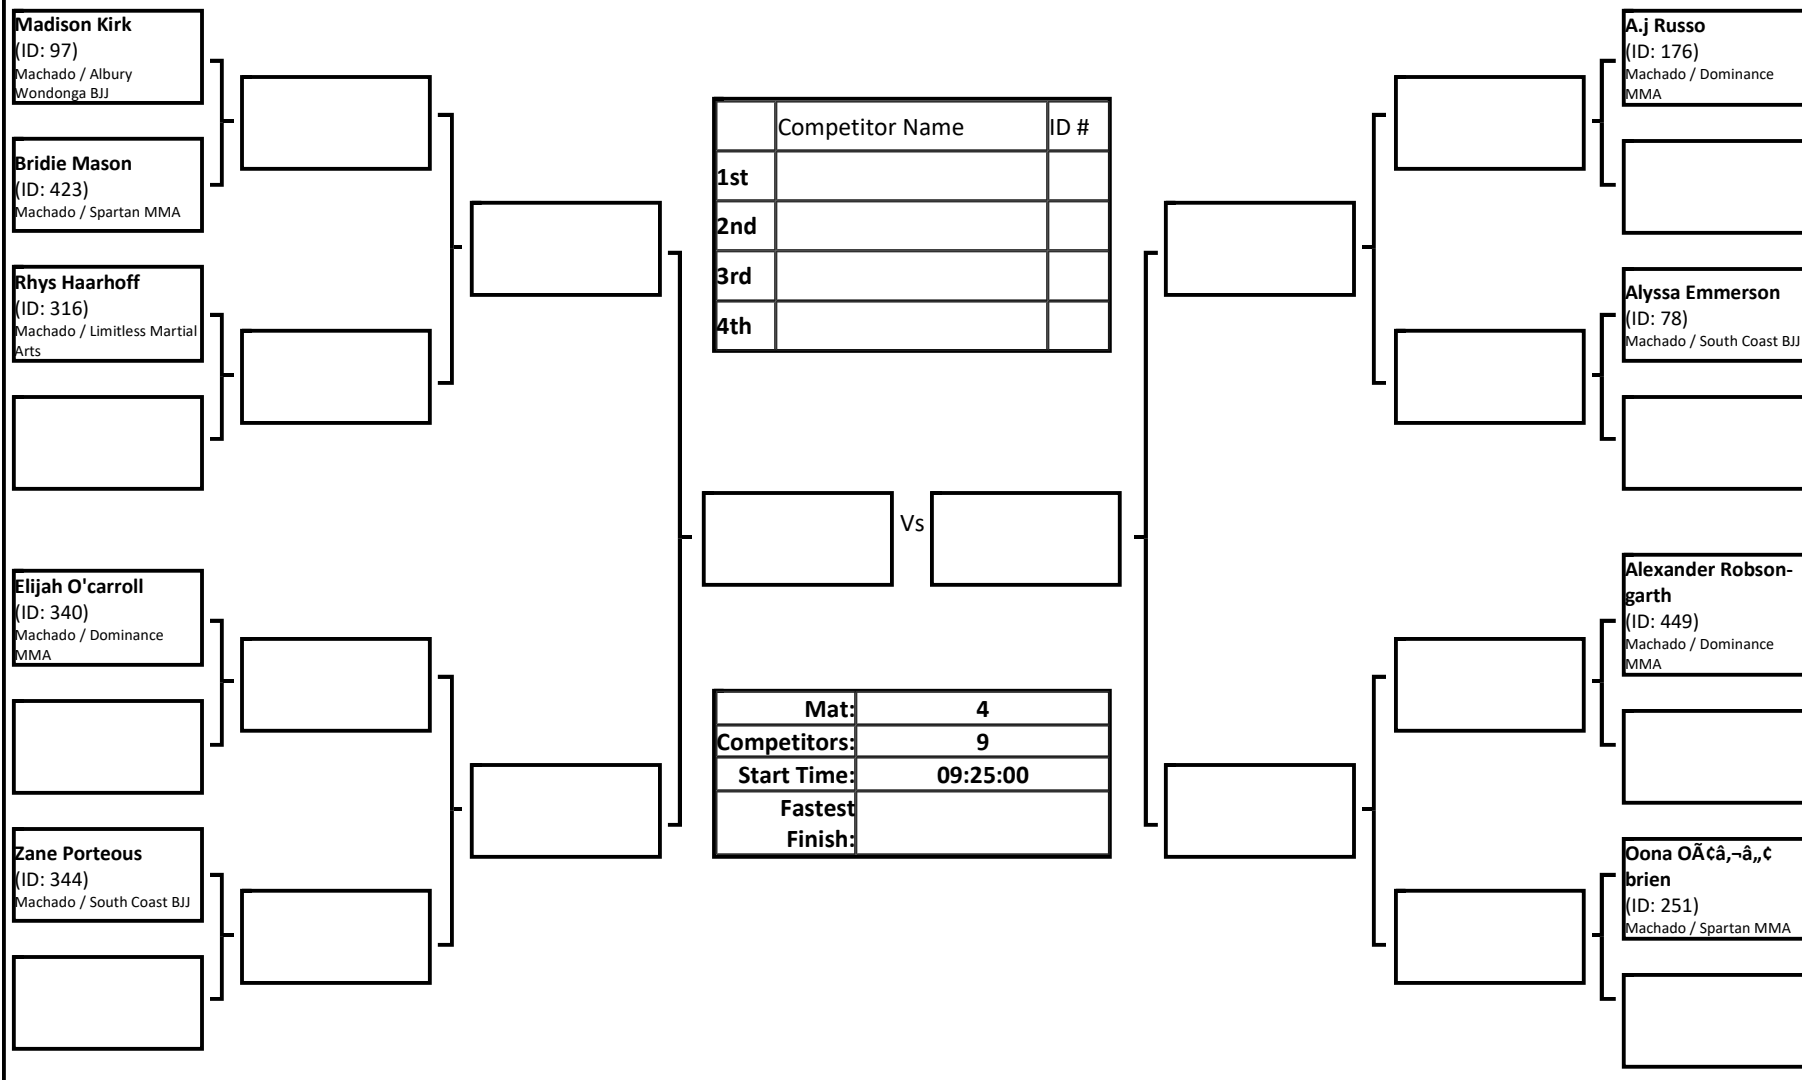 Madison Kirk
(ID: 97)
Machado / Albury
Wondonga BJJ
Bridie Mason
(ID: 423)
Machado / Spartan MMA
Rhys Haarhoff
(ID: 316)
Machado / Limitless Martial
Arts
Elijah O'carroll
(ID: 340)
Machado / Dominance
MMA
Zane Porteous
(ID: 344)
Machado / South Coast BJJ
Competitor Name ID #
1st
2nd
3rd
4th
Vs
Mat: 4
Competitors: 9
Start Time: 09:25:00
Fastest
Finish:
A.j Russo
(ID: 176)
Machado / Dominance
MMA
Alyssa Emmerson
(ID: 78)
Machado / South Coast BJJ
Alexander Robson-
garth
(ID: 449)
Machado / Dominance
MMA
Oona OÃ¢â‚¬â„¢
brien
(ID: 251)
Machado / Spartan MMA